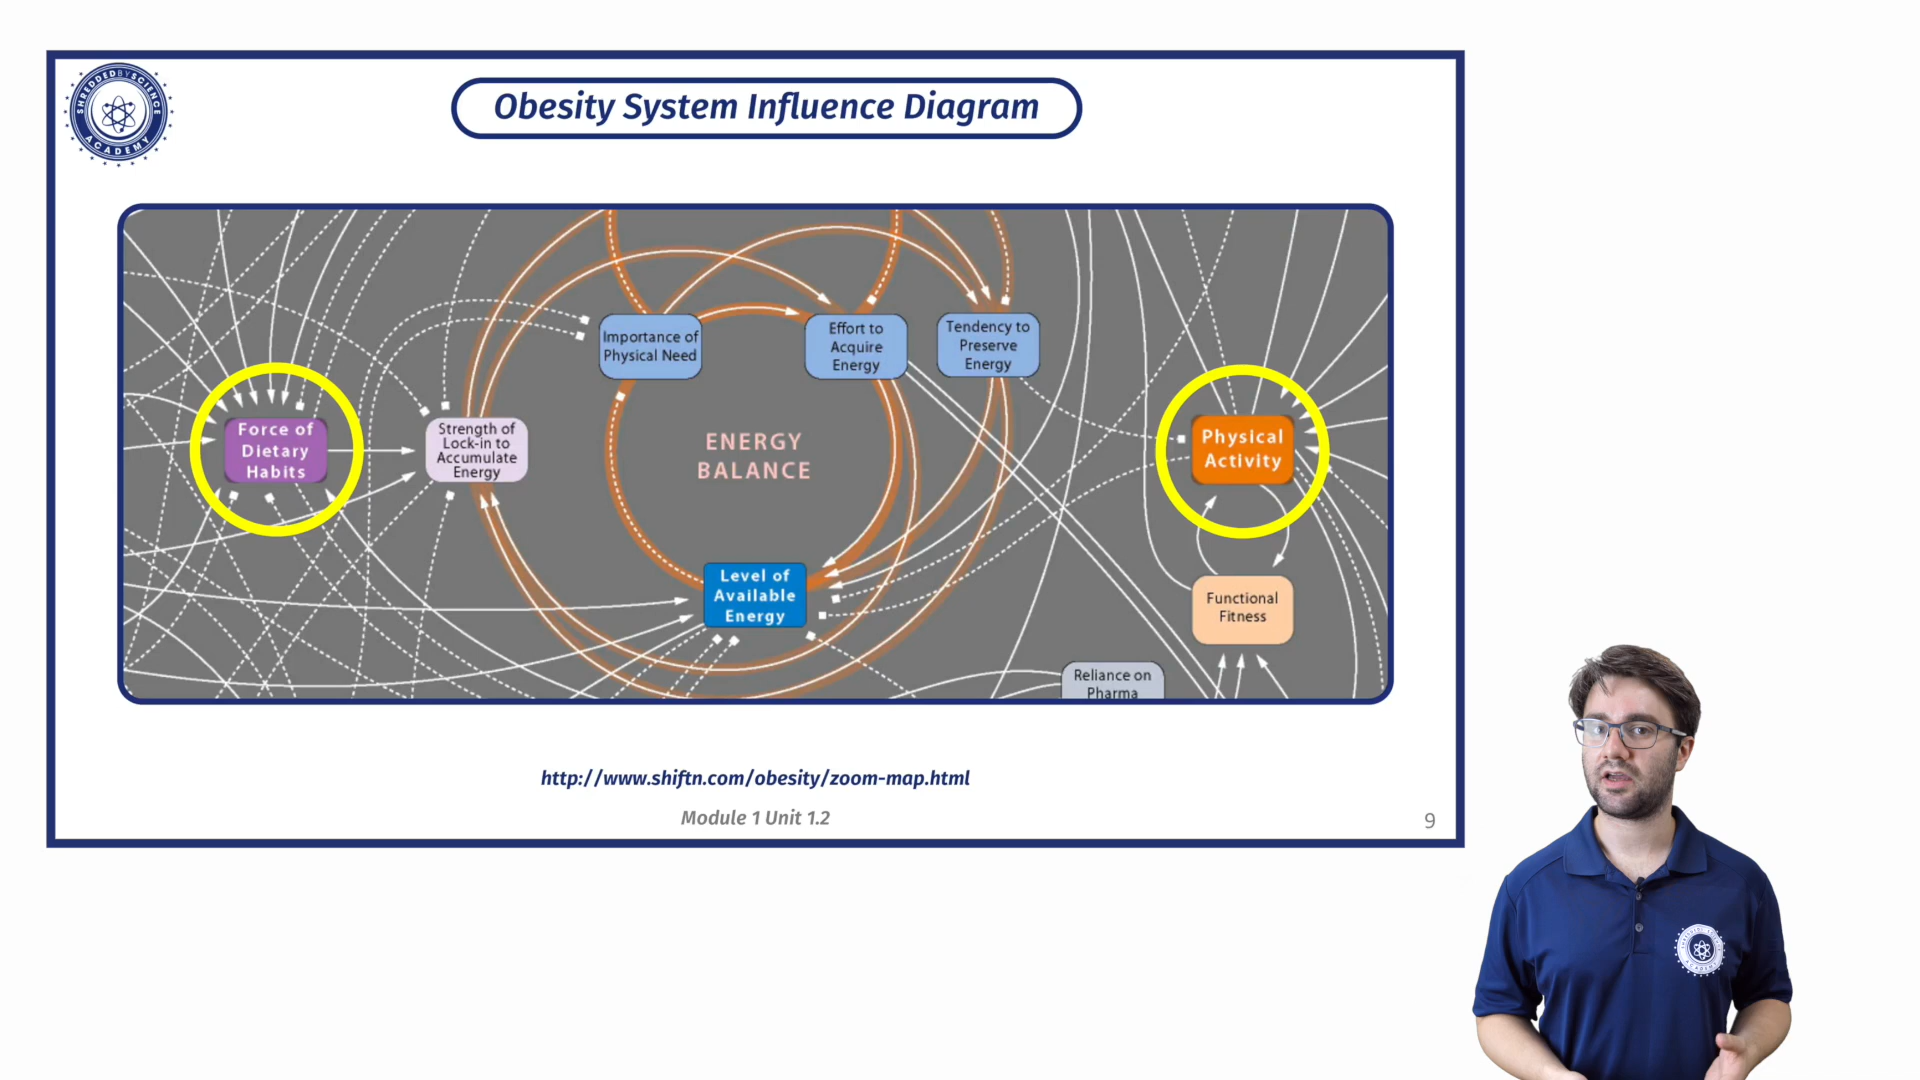 SHREDDEDBYSCIENCE
ACADEMY
Obesity System Influence Diagram
Importance of
Physical Need
Effort to
Acquire
Energy
Tendency to
Preserve
Energy
Force of
Dietary
Habits
Strength of
Lock-in to
Accumulate
Energy
ENERGY
BALANCE
Physical
Activity
Level of
Available
Energy
Functional
Fitness
Reliance on
Pharma
http://www.shiftn.com/obesity/zoom-map.html
Module 1 Unit 1.2
9